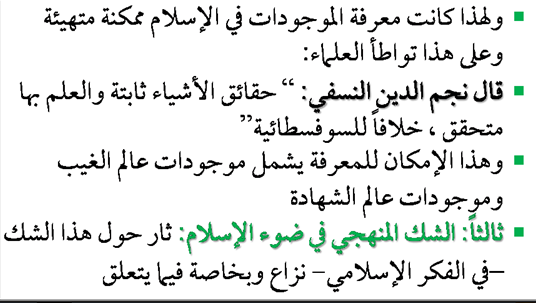 ولهذا كانت معرفة الموجودات في الإسلام ممكنة متهيئة
وعلى هذا تواطأ العلماء:
قال نجم الدين النسفي: “ حقائق الأشياء ثابتة والعلم بها
متحقق ، خلافاً للسوفسطائية”
وهذا الإمكان للمعرفة يشمل موجودات عالم الغيب
وموجودات عالم الشهادة
ثالثاً: الشك المنهجي في ضوء الإسلام: ثار حول هذا الشك
–في الفكر الإسلامي– نزاع وبخاصة فيما يتعلق